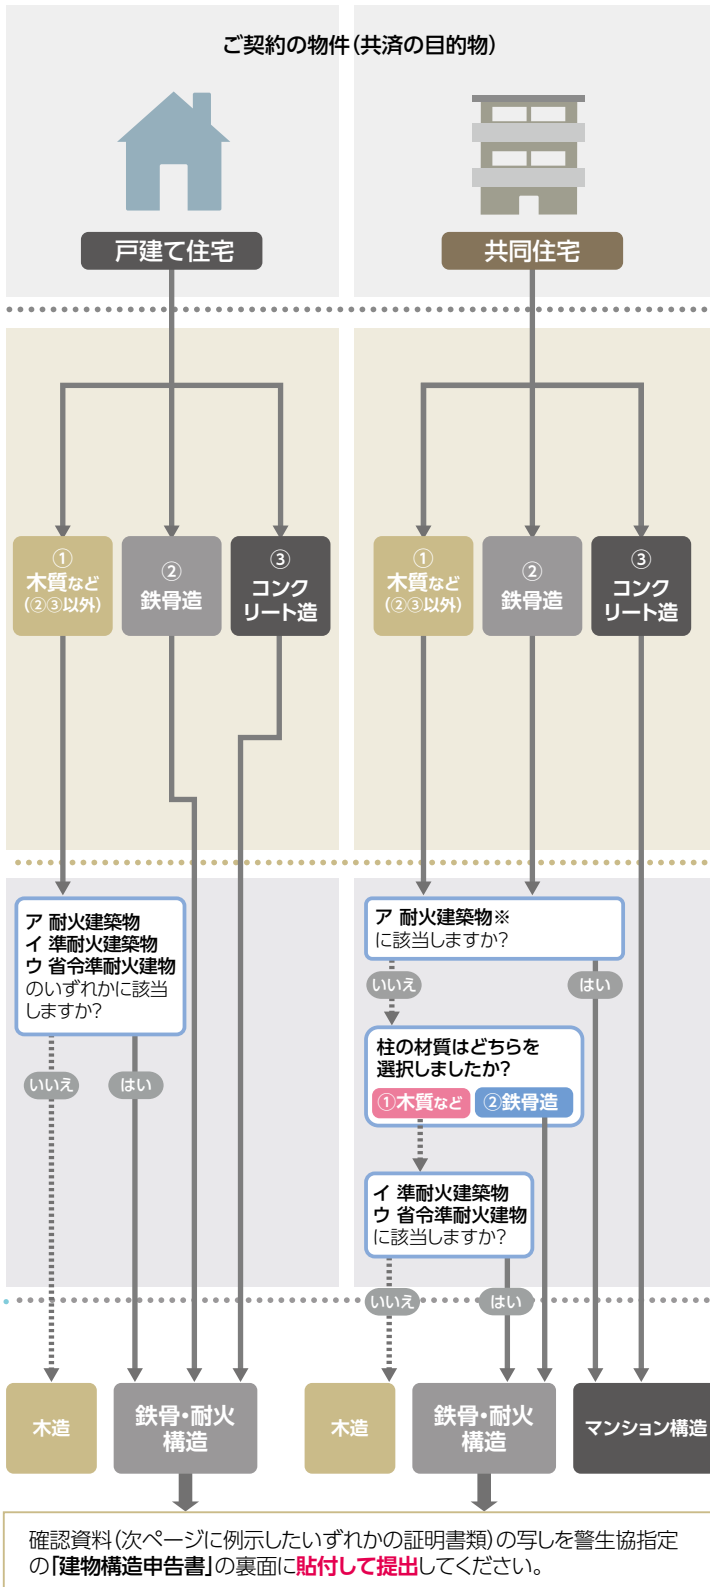 ご契約の物件(共済の目的物)
戸建て住宅
共同住宅
①
木質など
(②③以外)
②
鉄骨造
③
コンク
リート造
①
木質など
(②③以外)
②
鉄骨造
③
コンク
リート造
ア 耐火建築物
イ 準耐火建築物
ウ 省令準耐火建物
のいずれかに該当
しますか?
いいえ
はい
ア 耐火建築物※
に該当しますか?
いいえ
はい
柱の材質はどちらを
選択しましたか?
①木質など
②鉄骨造
イ 準耐火建築物
ウ 省令準耐火建物
に該当しますか?
いいえ
はい
木造
鉄骨・耐火
構造
木造
鉄骨・耐火
構造
マンション構造
確認資料(次ページに例示したいずれかの証明書類)の写しを警生協指定
の「建物構造申告書」の裏面に貼付して提出してください。